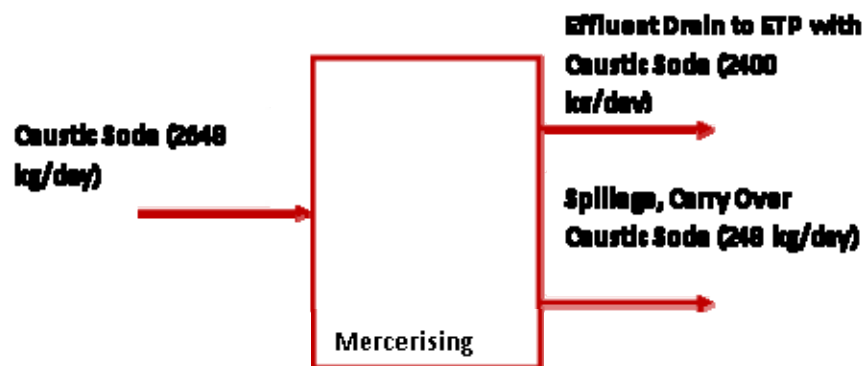 Effluent Drain to ETP with
Caustic Soda (2400
kg/day)
Caustic Soda (2648
kg/day)
Spillage, Carry Over
Caustic Soda (248 kg/day)
Mercerising